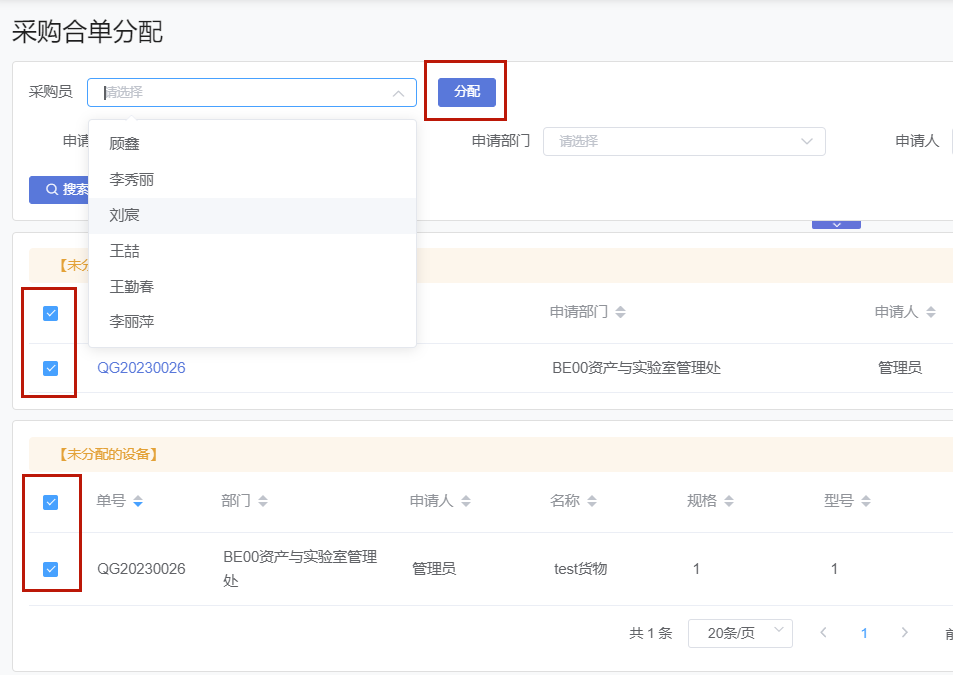 采购合单分配
采购员 请选择 分配
申请 申请部门 请选择 申请人
顾鑫
李秀丽
搜索
刘宸
王喆
王勤春
李丽萍
【未分
申请部门 申请人
QG20230026 BE00资产与实验室管理处 管理员
【未分配的设备】
单号 部门 申请人 名称 规格 型号
QG20230026 BE00资产与实验室管理
处 管理员 test货物 1 1
共 1 条 20条/页 1 前